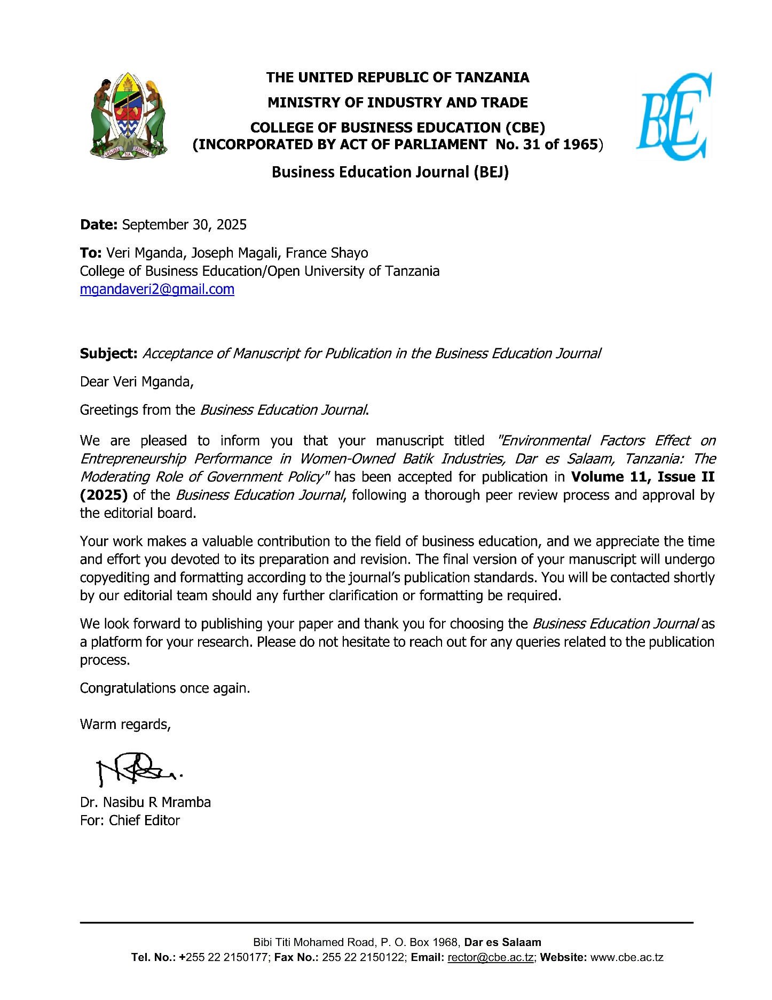 THE UNITED REPUBLIC OF TANZANIA
MINISTRY OF INDUSTRY AND TRADE
COLLEGE OF BUSINESS EDUCATION (CBE)
(INCORPORATED BY ACT OF PARLIAMENT No. 31 of 1965)
Business Education Journal (BEJ)
UHURU NA UMOJA
BCE
Date: September 30, 2025
To: Veri Mganda, Joseph Magali, France Shayo
College of Business Education/Open University of Tanzania
mgandaveri2@gmail.com
Subject: Acceptance of Manuscript for Publication in the Business Education Journal
Dear Veri Mganda,
Greetings from the Business Education Journal.
We are pleased to inform you that your manuscript titled "Environmental Factors Effect on
Entrepreneurship Performance in Women-Owned Batik Industries, Dar es Salaam, Tanzania: The
Moderating Role of Government Policy" has been accepted for publication in Volume 11, Issue II
(2025) of the Business Education Journal, following a thorough peer review process and approval by
the editorial board.
Your work makes a valuable contribution to the field of business education, and we appreciate the time
and effort you devoted to its preparation and revision. The final version of your manuscript will undergo
copyediting and formatting according to the journal’s publication standards. You will be contacted shortly
by our editorial team should any further clarification or formatting be required.
We look forward to publishing your paper and thank you for choosing the Business Education Journal as
a platform for your research. Please do not hesitate to reach out for any queries related to the publication
process.
Congratulations once again.
Warm regards,
Dr. Nasibu R Mramba
For: Chief Editor
Bibi Titi Mohamed Road, P. O. Box 1968, Dar es Salaam
Tel. No.: +255 22 2150177; Fax No.: 255 22 2150122; Email: rector@cbe.ac.tz; Website: www.cbe.ac.tz